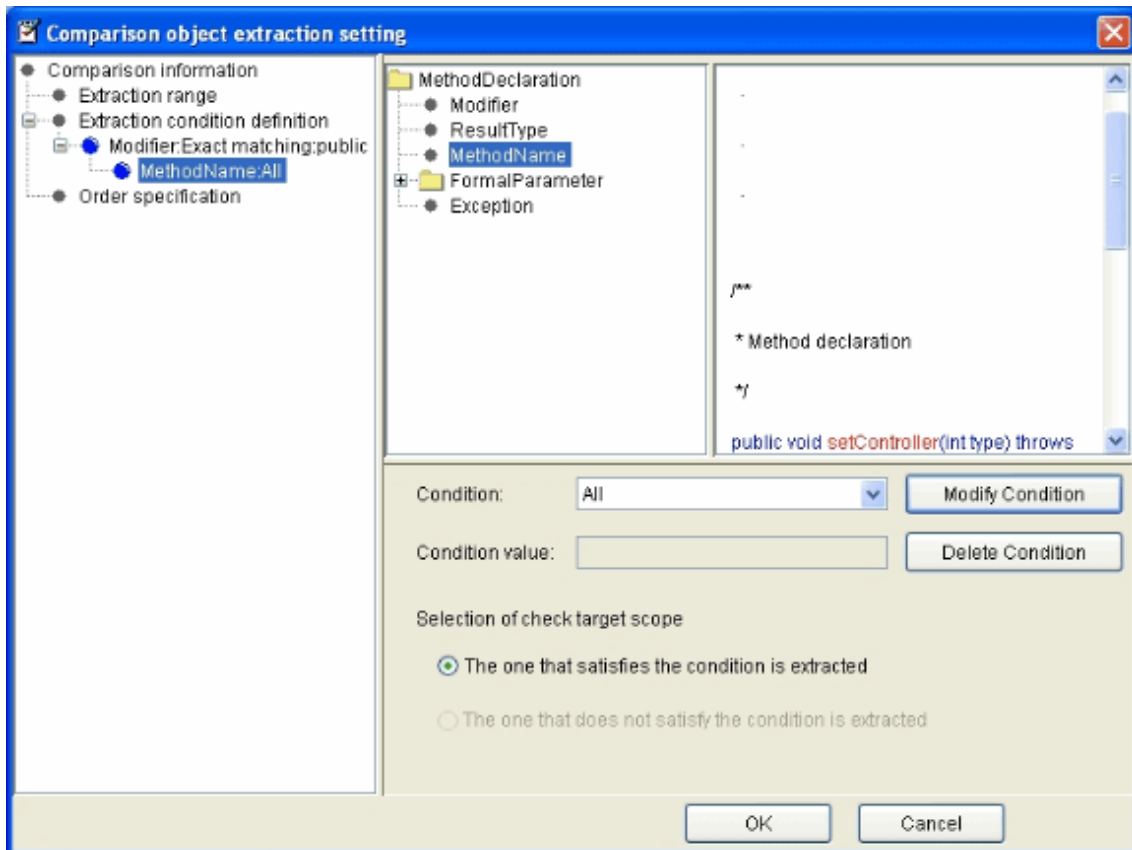 Comparison object extraction setting
Comparison information
Extraction range
Extraction condition definition
Modifier:Exact matching:public
MethodName:All
Order specification
MethodDeclaration
Modifier
ResultType
MethodName
FormalParameter
Exception
.
.
.
/**
* Method declaration
*/
public void setController(int type) throws
Condition:
All
Modify Condition
Condition value:
Delete Condition
Selection of check target scope
The one that satisfies the condition is extracted
The one that does not satisfy the condition is extracted
OK
Cancel